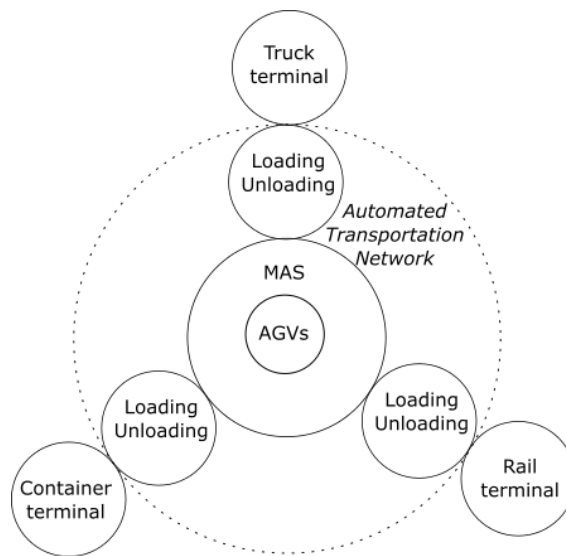 Truck
terminal
Loading
Unloading
Automated
Transportation
Network
MAS
AGVs
Loading
Unloading
Loading
Unloading
Container
terminal
Rail
terminal